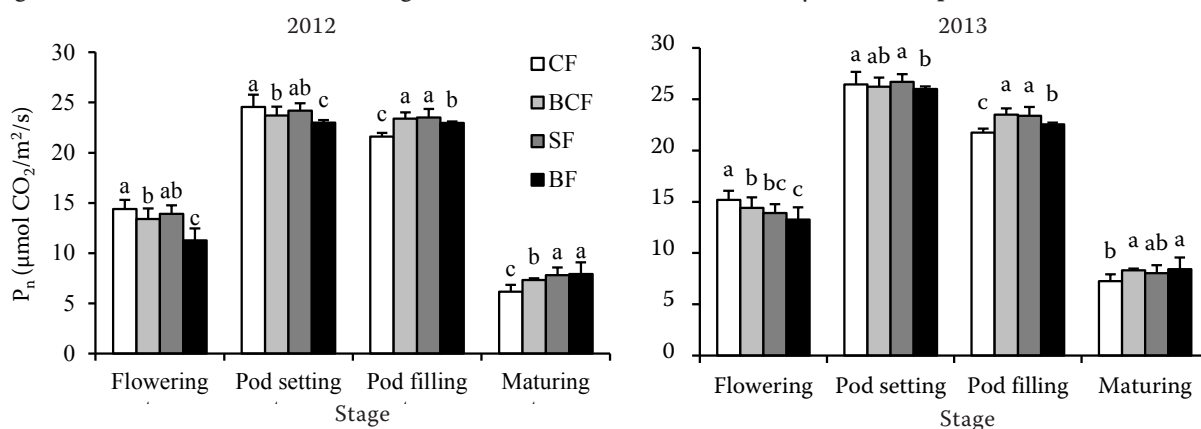 2012
2013
30
25
20
15
10
5
0
Pn (μmol CO2/m2/s)
CF
BCF
SF
BF
a b ab c
a b ab c
c a a b
c b a a
Flowering Pod setting Pod filling Maturing
Stage
30
25
20
15
10
5
0
a b bc c
a ab a b
c a a b
b a ab a
Flowering Pod setting Pod filling Maturing
Stage